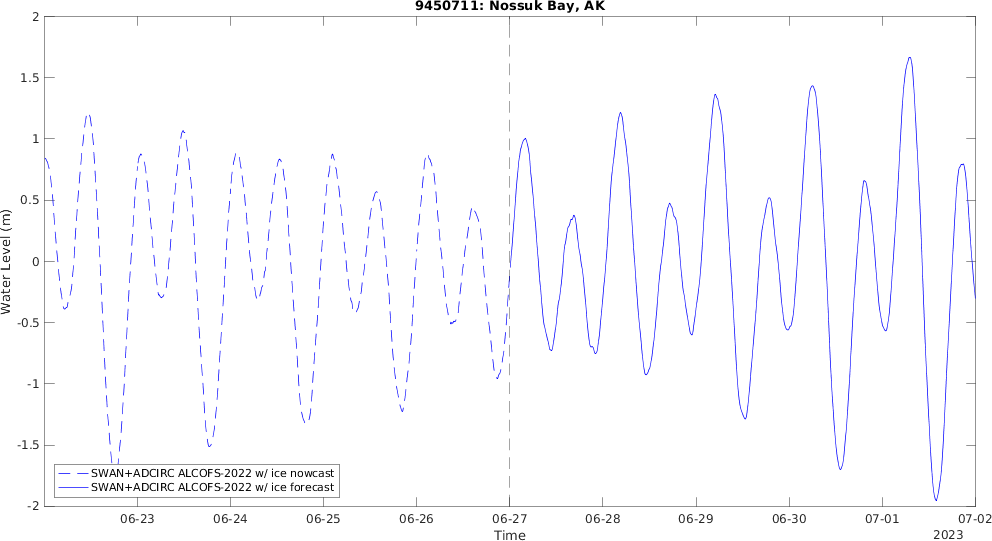 9450711: Nossuk Bay, AK
2
1.5
1
0.5
0
-0.5
-1
-1.5
-2
Water Level (m)
SWAN+ADCIRC ALCOFS-2022 w/ ice nowcast
SWAN+ADCIRC ALCOFS-2022 w/ ice forecast
06-23 06-24 06-25 06-26 06-27 06-28 06-29 06-30 07-01 07-02
Time
2023